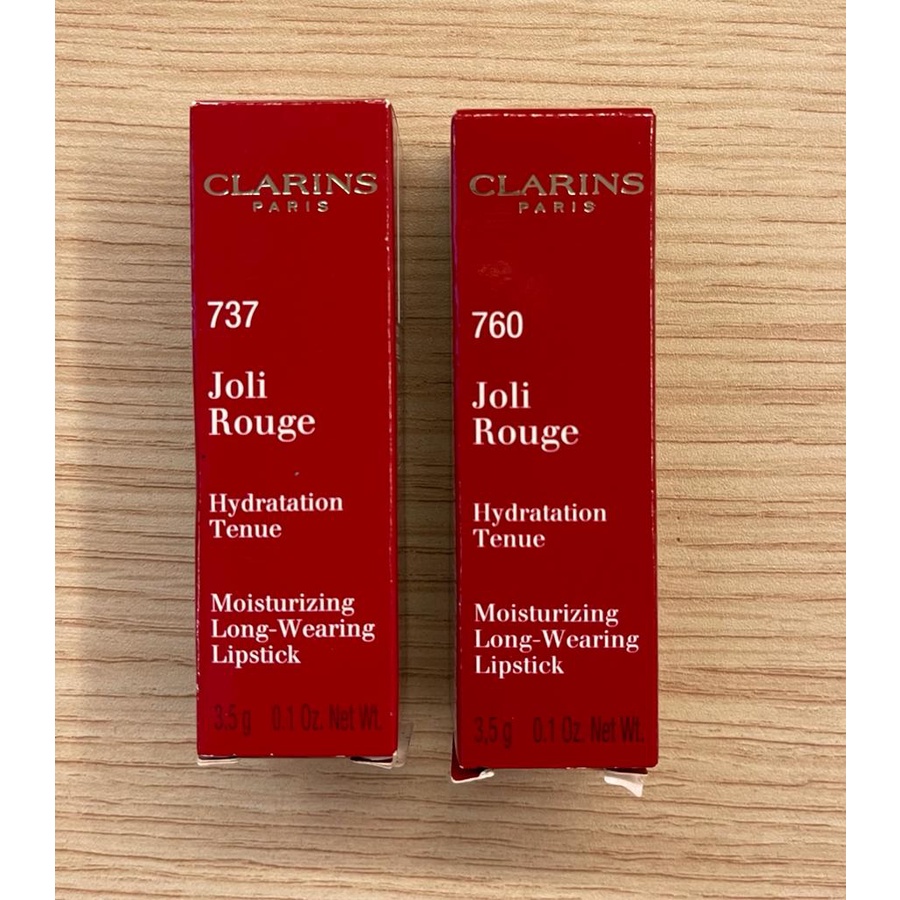 CLARINS
PARIS
737
Joli
Rouge
Hydratation
Tenue
Moisturizing
Long-Wearing
Lipstick
3.5 g 0.1 Oz. Net Wt.
CLARINS
PARIS
760
Joli
Rouge
Hydratation
Tenue
Moisturizing
Long-Wearing
Lipstick
3,5 g 0.1 Oz. Net Wt.